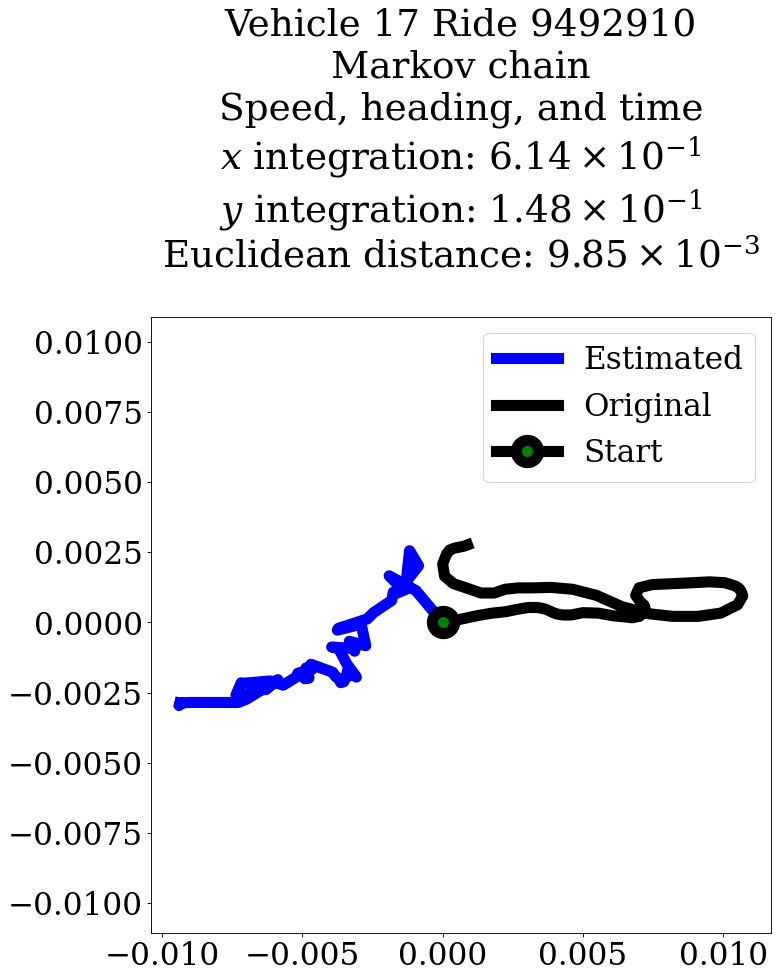 Vehicle 17 Ride 9492910
Markov chain
Speed, heading, and time
x integration: 6.14 × 10⁻¹
y integration: 1.48 × 10⁻¹
Euclidean distance: 9.85 × 10⁻³
Estimated
Original
Start
0.0100
0.0075
0.0050
0.0025
0.0000
−0.0025
−0.0050
−0.0075
−0.0100
−0.010 −0.005 0.000 0.005 0.010